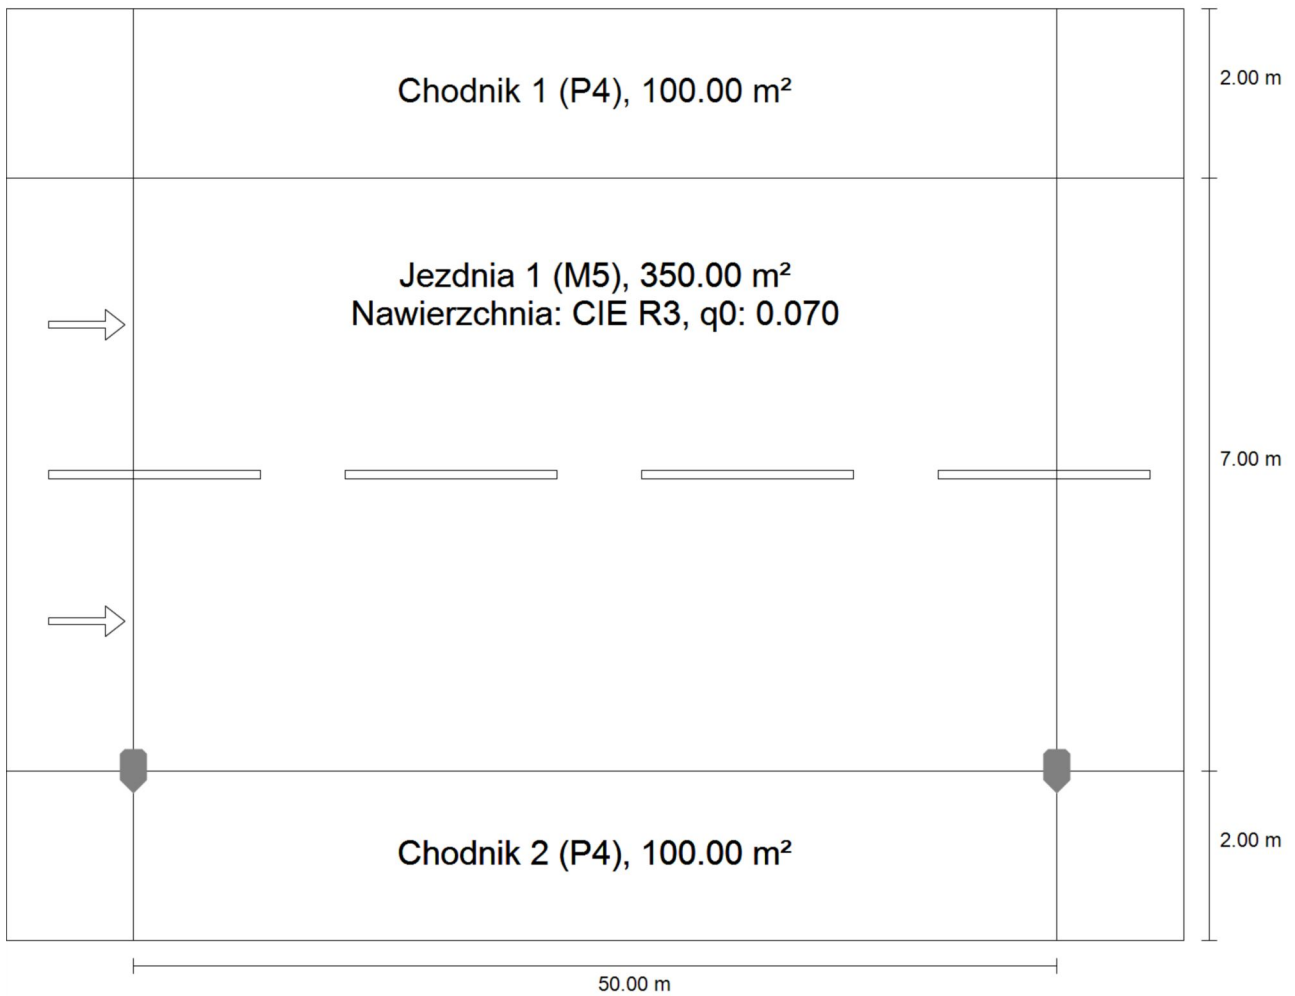 Chodnik 1 (P4), 100.00 m²
2.00 m
Jezdnia 1 (M5), 350.00 m²
Nawierzchnia: CIE R3, q0: 0.070
7.00 m
Chodnik 2 (P4), 100.00 m²
2.00 m
50.00 m